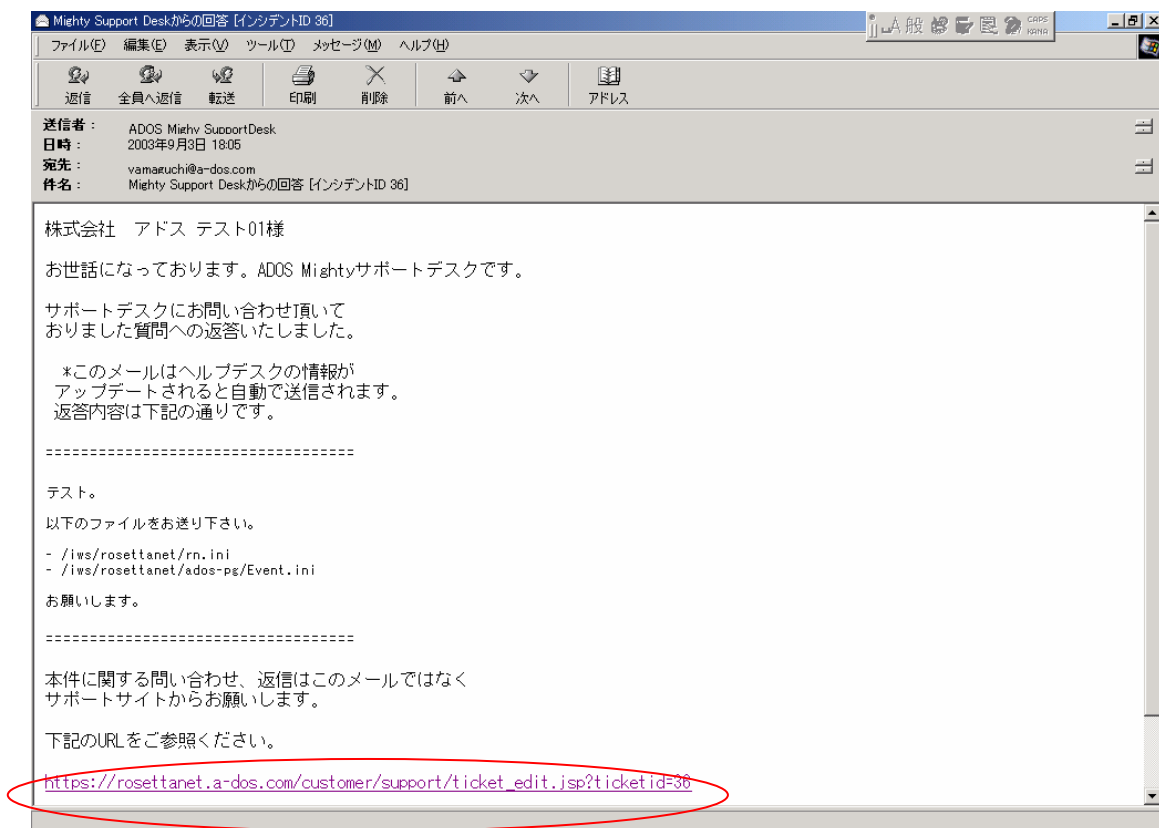 Mighty Support Deskからの回答 [インシデントID 36]
A 般 CAPS KANA
ファイル(F) 編集(E) 表示(V) ツール(T) メッセージ(M) ヘルプ(H)
返信 全員へ返信 転送 印刷 削除 前へ 次へ アドレス
送信者： ADOS Mighy SupportDesk
日時： 2003年9月3日 18:05
宛先： yamaguchi@a-dos.com
件名： Mighty Support Deskからの回答 [インシデントID 36]
株式会社　アドス テスト01様
お世話になっております。ADOS Mightyサポートデスクです。
サポートデスクにお問い合わせ頂いて
おりました質問への返答いたしました。
*このメールはヘルプデスクの情報が
アップデートされると自動で送信されます。
返答内容は下記の通りです。
===================================
テスト。
以下のファイルをお送り下さい。
- /iws/rosettanet/rn.ini
- /iws/rosettanet/ados-pg/Event.ini
お願いします。
===================================
本件に関する問い合わせ、返信はこのメールではなく
サポートサイトからお願いします。
下記のURLをご参照ください。
https://rosettanet.a-dos.com/customer/support/ticket_edit.jsp?ticketid=36